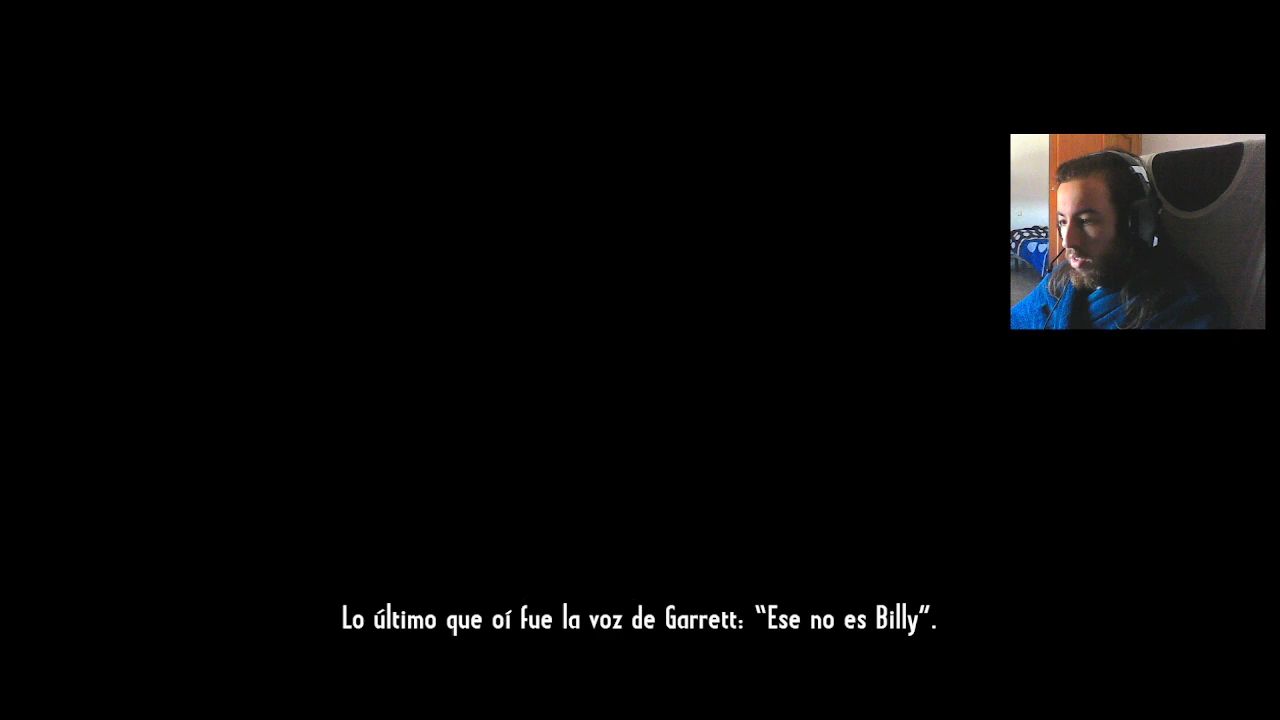 Lo último que oí fue la voz de Garrett: “Ese no es Billy”.